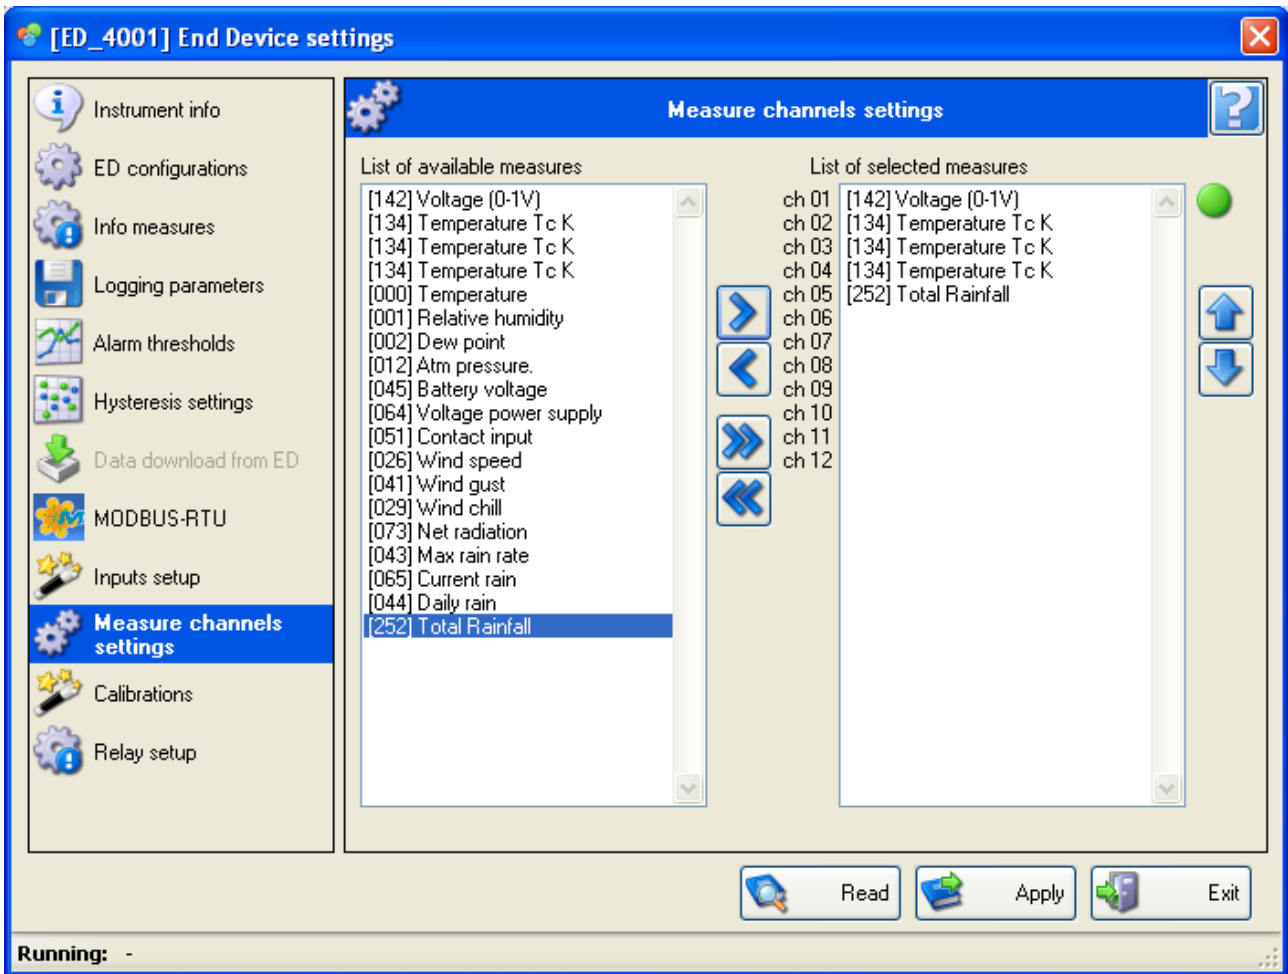 [ED_4001] End Device settings
Instrument info
ED configurations
Info measures
Logging parameters
Alarm thresholds
Hysteresis settings
Data download from ED
MODBUS-RTU
Inputs setup
Measure channels
settings
Calibrations
Relay setup
Measure channels settings
List of available measures
[142] Voltage (0-1V)
[134] Temperature Tc K
[134] Temperature Tc K
[134] Temperature Tc K
[000] Temperature
[001] Relative humidity
[002] Dew point
[012] Atm pressure.
[045] Battery voltage
[064] Voltage power supply
[051] Contact input
[026] Wind speed
[041] Wind gust
[029] Wind chill
[073] Net radiation
[043] Max rain rate
[065] Current rain
[044] Daily rain
[252] Total Rainfall
List of selected measures
ch 01 [142] Voltage (0-1V)
ch 02 [134] Temperature Tc K
ch 03 [134] Temperature Tc K
ch 04 [134] Temperature Tc K
ch 05 [252] Total Rainfall
ch 06
ch 07
ch 08
ch 09
ch 10
ch 11
ch 12
Read
Apply
Exit
Running: -